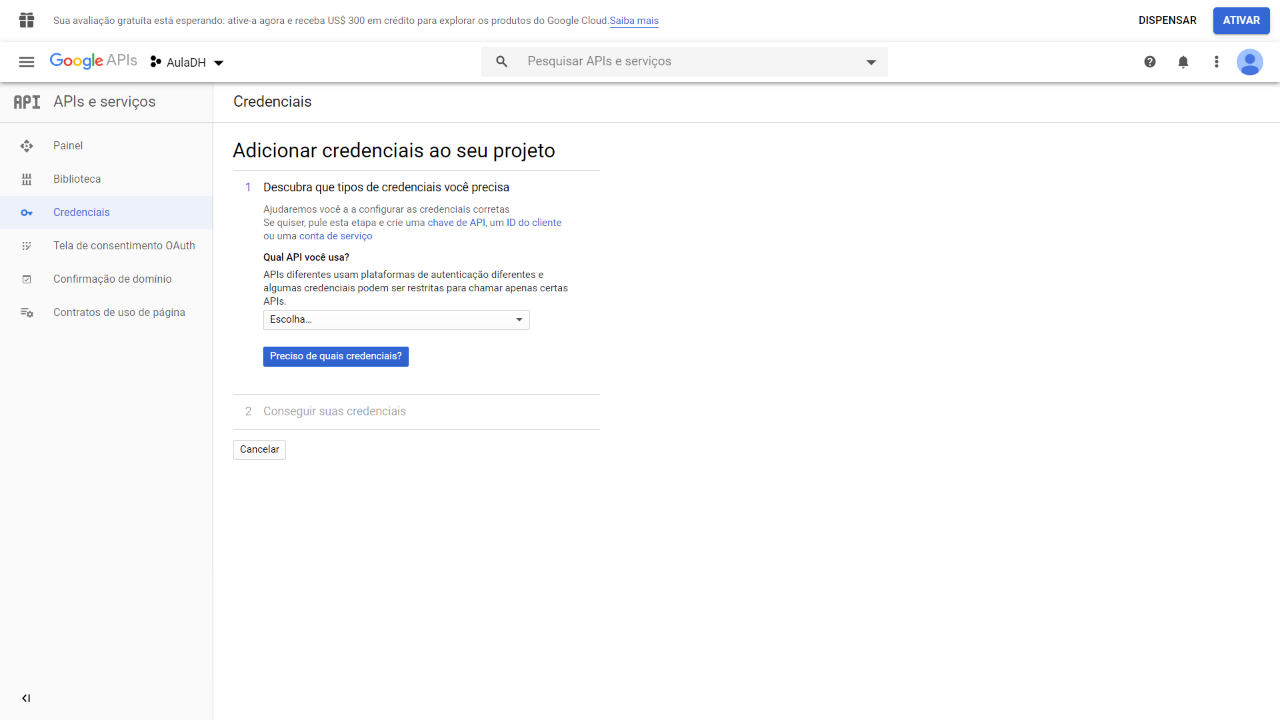 Sua avaliação gratuita está esperando: ative-a agora e receba US$ 300 em crédito para explorar os produtos do Google Cloud.Saiba mais
DISPENSAR
ATIVAR
Google APIs
AulaDH
Pesquisar APIs e serviços
API
APIs e serviços
Credenciais
Painel
Biblioteca
Credenciais
Tela de consentimento OAuth
Confirmação de domínio
Contratos de uso de página
Adicionar credenciais ao seu projeto
1 Descubra que tipos de credenciais você precisa
Ajudaremos você a a configurar as credenciais corretas
Se quiser, pule esta etapa e crie uma chave de API, um ID do cliente
ou uma conta de serviço
Qual API você usa?
APIs diferentes usam plataformas de autenticação diferentes e
algumas credenciais podem ser restritas para chamar apenas certas
APIs.
Escolha...
Preciso de quais credenciais?
2 Conseguir suas credenciais
Cancelar